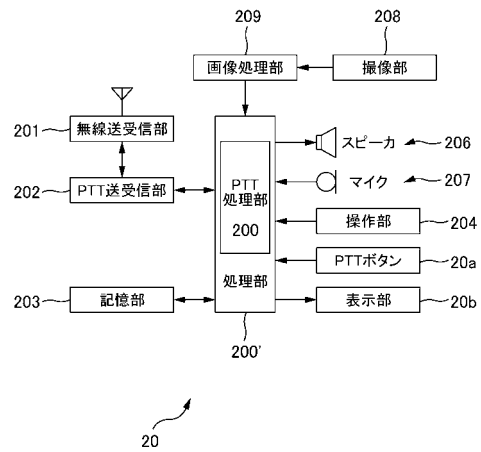 209
208
画像処理部
撮像部
201
無線送受信部
スピーカ
206
202
PTT送受信部
PTT
処理部
200
マイク
207
操作部
204
PTTボタン
20a
203
記憶部
処理部
表示部
20b
200'
20